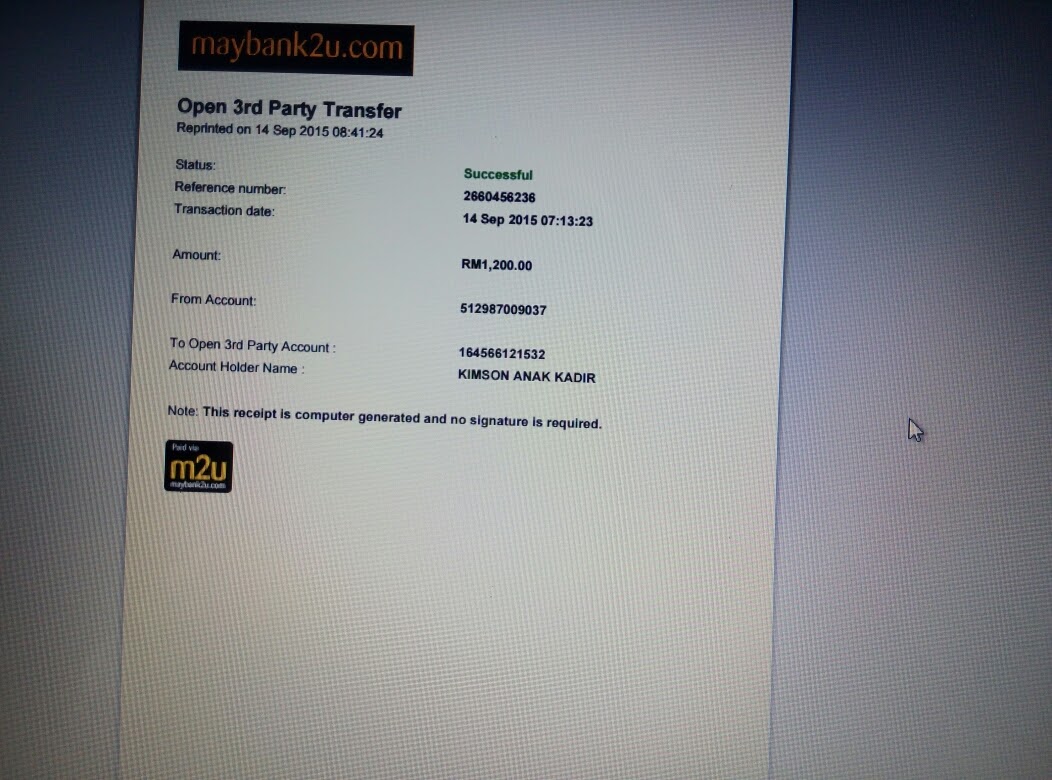 maybank2u.com
Open 3rd Party Transfer
Reprinted on 14 Sep 2015 08:41:24
Status: Successful
Reference number: 2660456236
Transaction date: 14 Sep 2015 07:13:23
Amount: RM1,200.00
From Account: 512987009037
To Open 3rd Party Account : 164566121532
Account Holder Name : KIMSON ANAK KADIR
Note: This receipt is computer generated and no signature is required.
Paid via
m2u
maybank2u.com